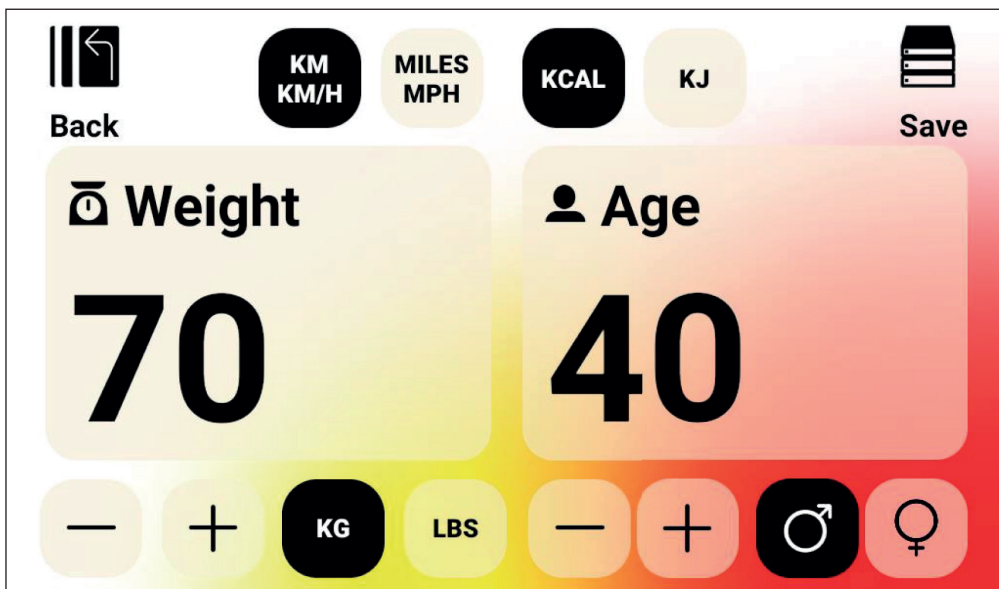 KM
KM/H
MILES
MPH
KCAL
KJ
Back
Save
Weight
Age
70
40
KG
LBS